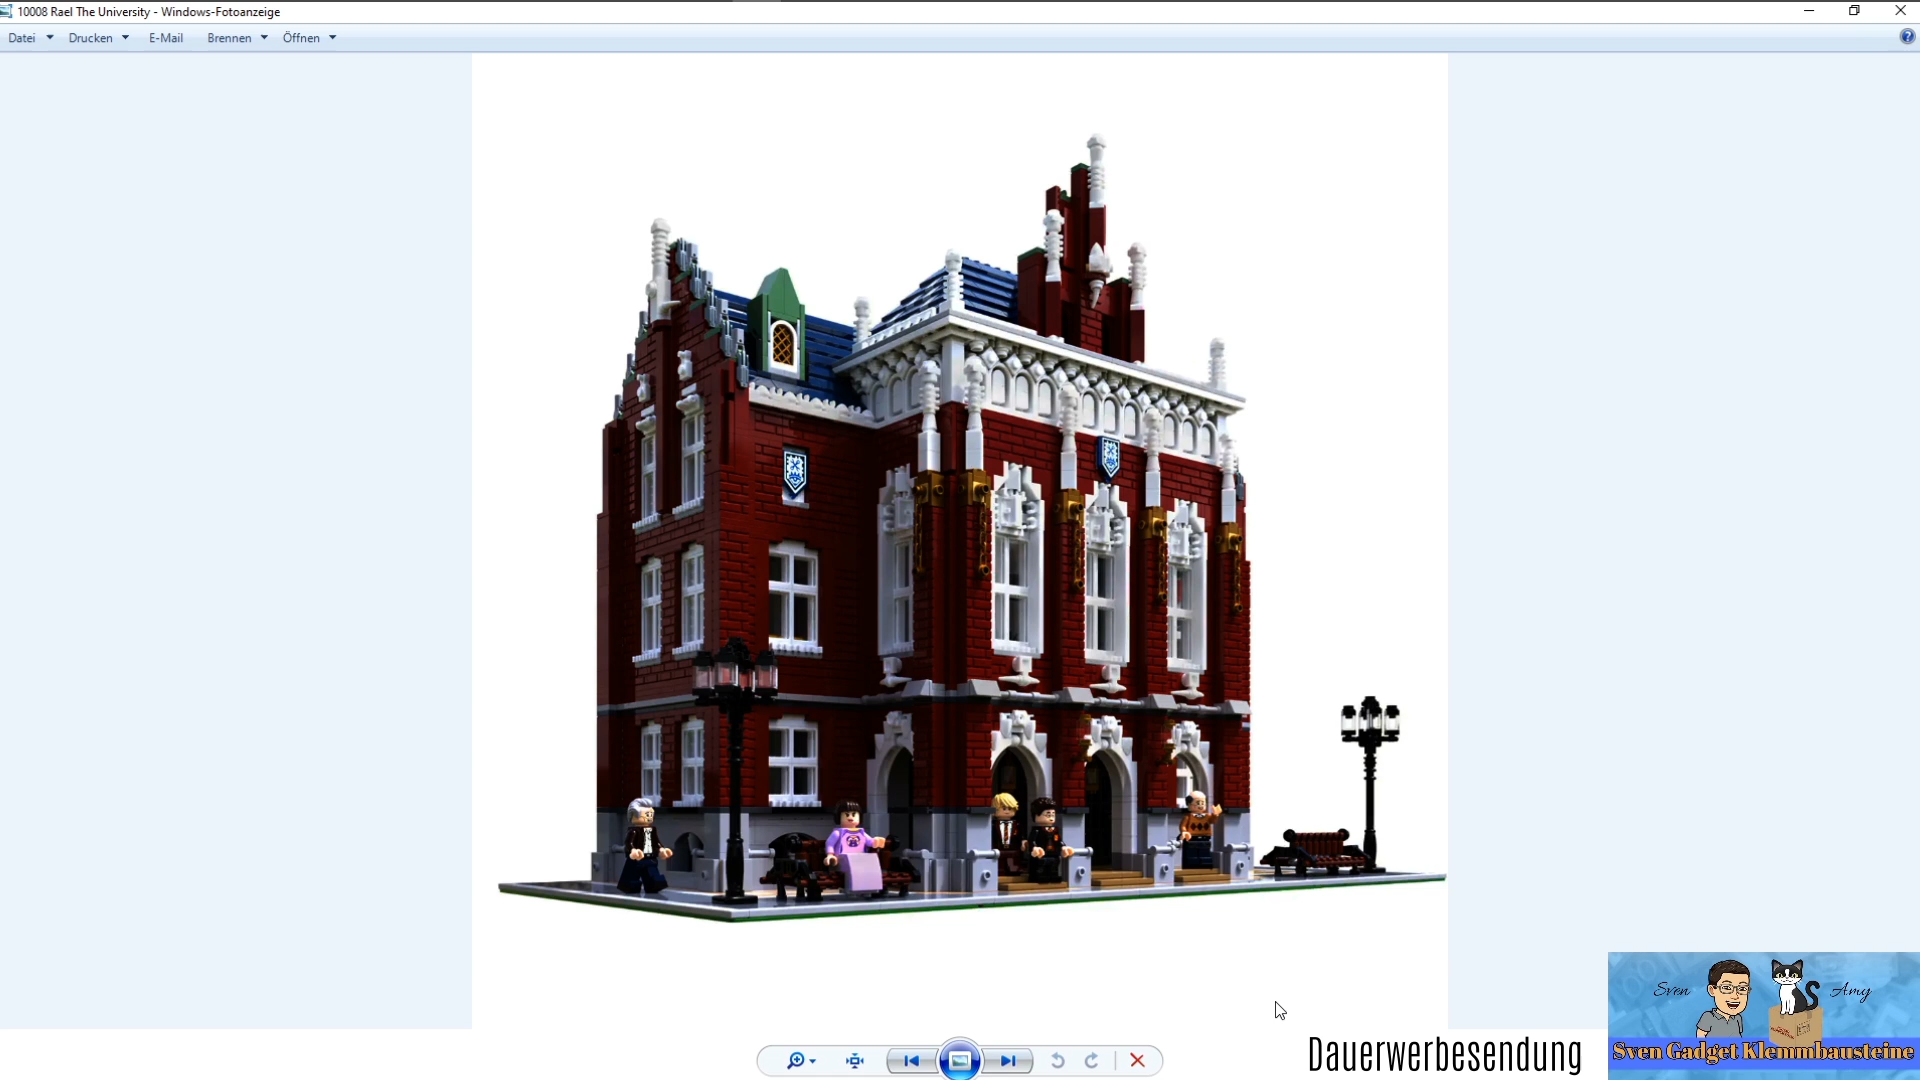 10008 Rael The University - Windows-Fotoanzeige
Datei
Drucken
E-Mail
Brennen
Öffnen
?
Dauerwerbesendung
Sven
Amy
Sven Gadget Klemmbausteine